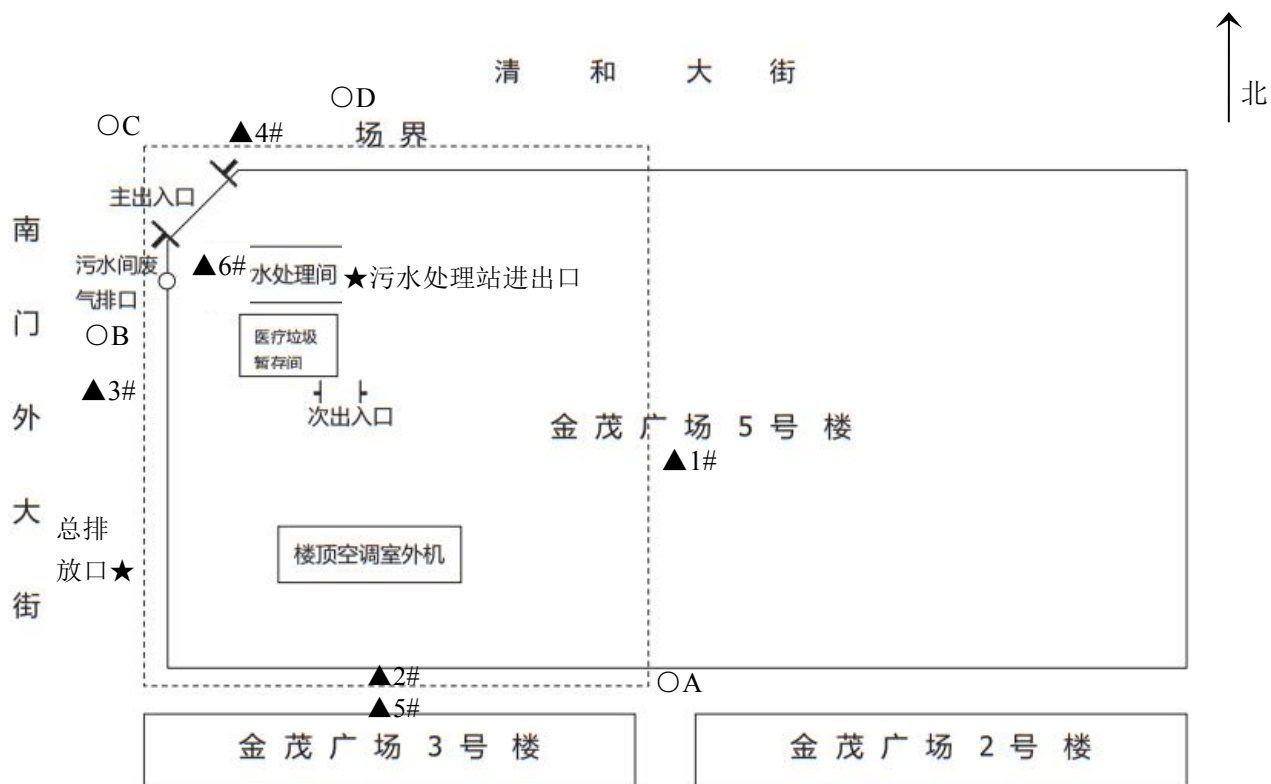 北
清和大街
○D
○C
▲4#
场界
主出入口
南门外大街
污水间废
气排口
▲6#
水处理间
★污水处理站进出口
○B
医疗垃圾
暂存间
▲3#
次出入口
金茂广场5号楼
▲1#
总排
放口★
楼顶空调室外机
▲2#
○A
▲5#
金茂广场3号楼
金茂广场2号楼